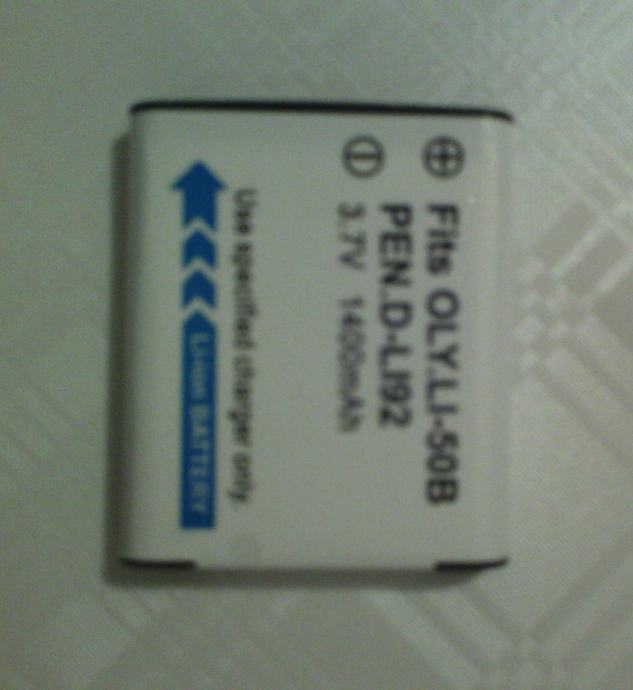 Fits OLY.LI-50B
PEN.D-LI92
3.7V 1400mAh
Use specified charger only.
Li-ion BATTERY